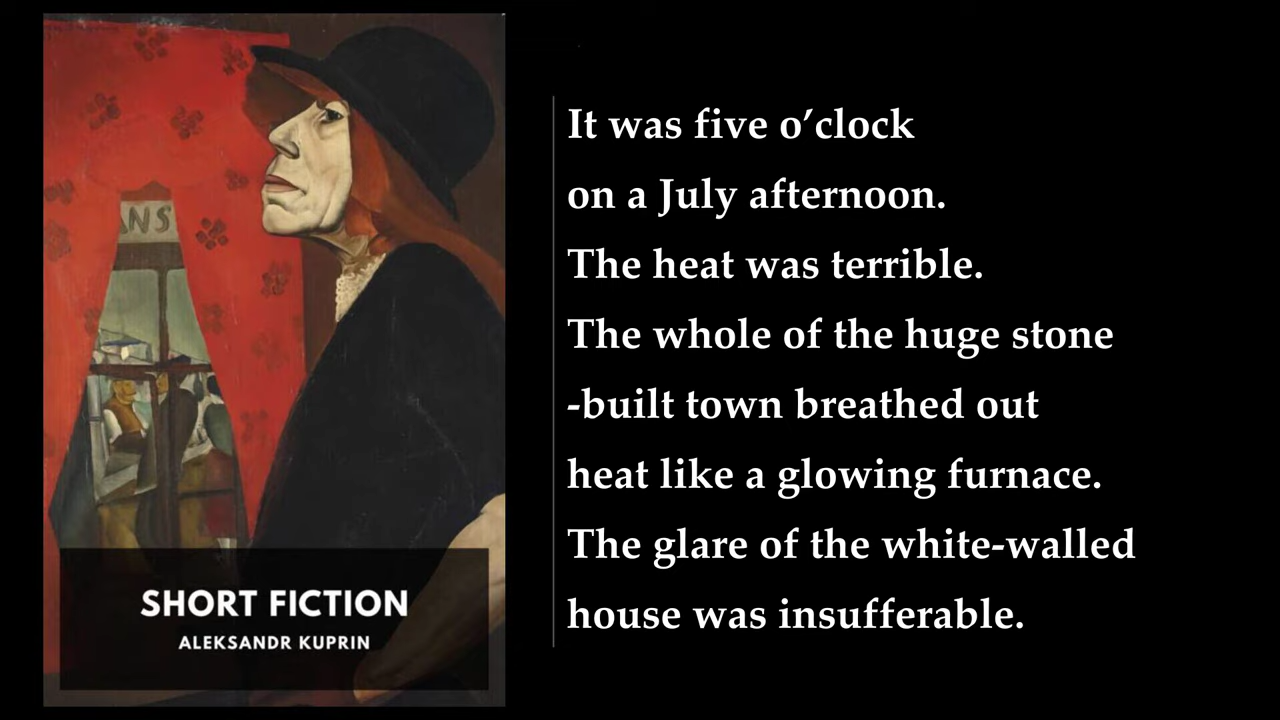 ANS
SHORT FICTION
ALEKSANDR KUPRIN
It was five o’clock
on a July afternoon.
The heat was terrible.
The whole of the huge stone
-built town breathed out
heat like a glowing furnace.
The glare of the white-walled
house was insufferable.